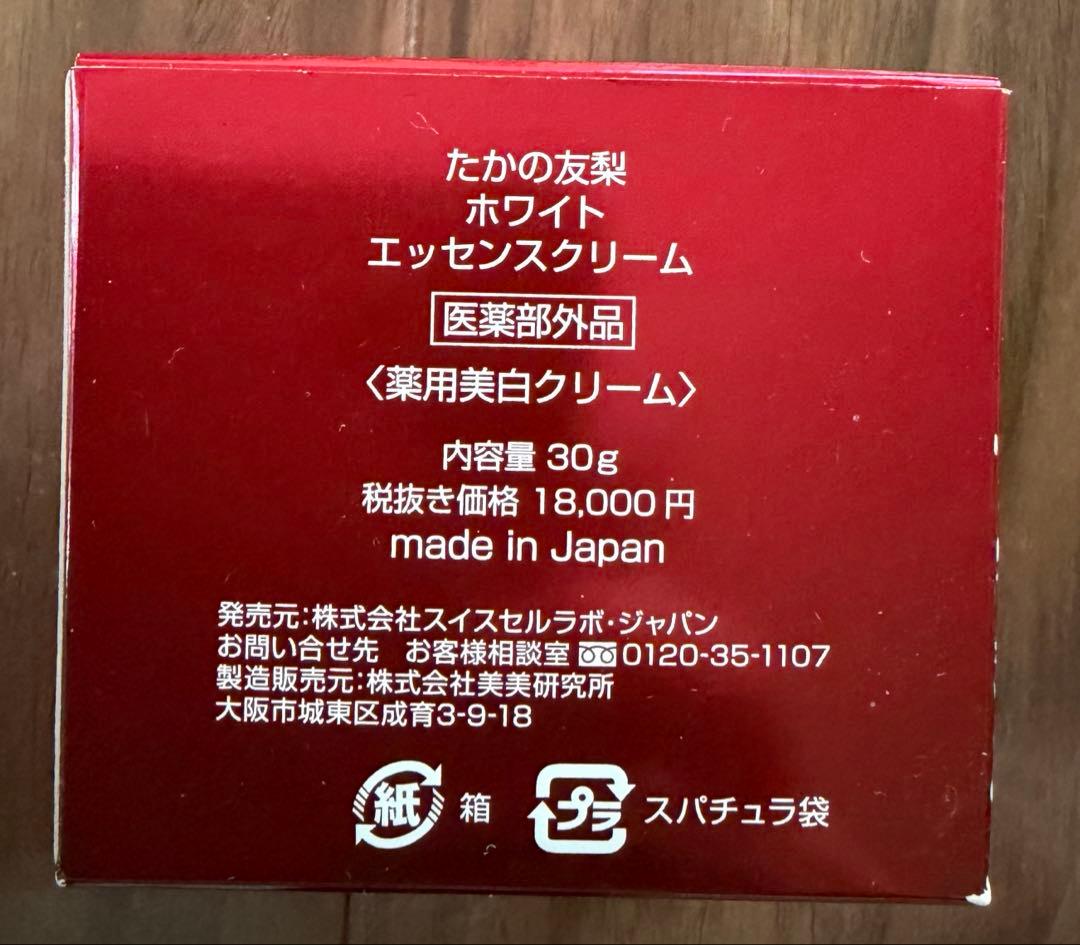 たかの友梨
ホワイト
エッセンスクリーム
医薬部外品
〈薬用美白クリーム〉
内容量 30g
税抜き価格 18,000円
made in Japan
発売元:株式会社スイスセルラボ・ジャパン
お問い合せ先　お客様相談室 0120-35-1107
製造販売元:株式会社美美研究所
大阪市城東区成育3-9-18
紙 箱 プラ スパチュラ袋